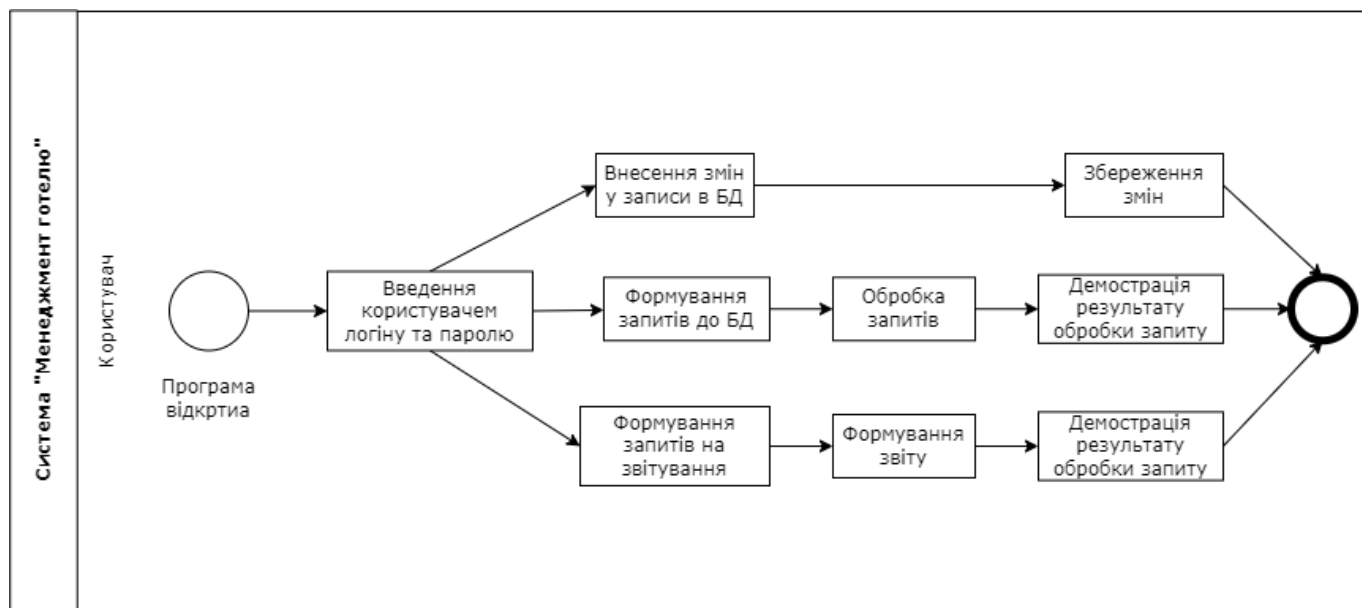 Система "Менеджмент готелю"
Користувач
Програма
відкртиа
Введення
користувачем
логіну та паролю
Внесення змін
у записи в БД
Збереження
змін
Формування
запитів до БД
Обробка
запитів
Демострація
результату
обробки запиту
Формування
запитів на
звітування
Формування
звіту
Демострація
результату
обробки запиту